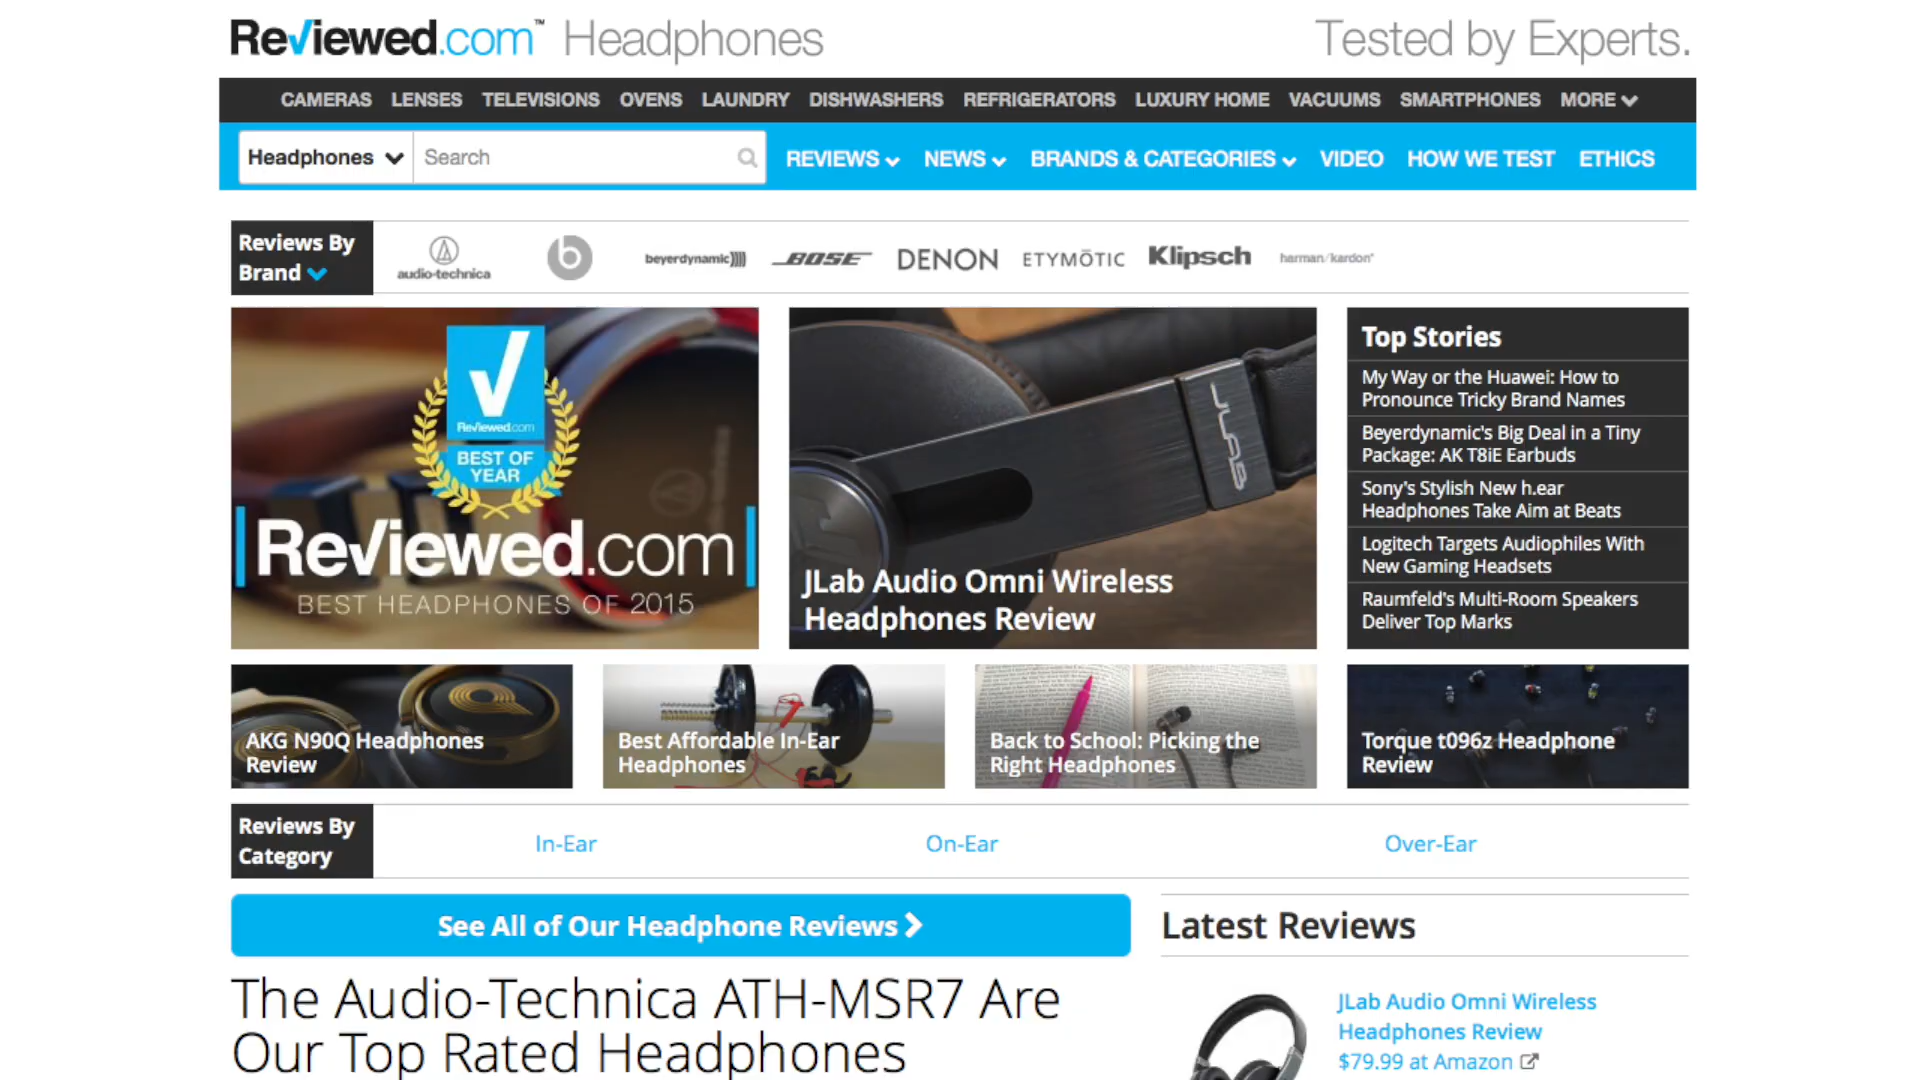 Reviewed.com™ Headphones
Tested by Experts.
CAMERAS LENSES TELEVISIONS OVENS LAUNDRY DISHWASHERS REFRIGERATORS LUXURY HOME VACUUMS SMARTPHONES MORE
Headphones Search REVIEWS NEWS BRANDS & CATEGORIES VIDEO HOW WE TEST ETHICS
Reviews By
Brand
audio-technica
b
beyerdynamic
BOSE
DENON
ETYMŌTIC
Klipsch
harman/kardon
Reviewed.com
BEST OF
YEAR
Reviewed.com
BEST HEADPHONES OF 2015
JLAB
JLab Audio Omni Wireless
Headphones Review
Top Stories
My Way or the Huawei: How to
Pronounce Tricky Brand Names
Beyerdynamic's Big Deal in a Tiny
Package: AK T8iE Earbuds
Sony's Stylish New h.ear
Headphones Take Aim at Beats
Logitech Targets Audiophiles With
New Gaming Headsets
Raumfeld's Multi-Room Speakers
Deliver Top Marks
AKG N90Q Headphones
Review
Best Affordable In-Ear
Headphones
Back to School: Picking the
Right Headphones
Torque t096z Headphone
Review
Reviews By
Category
In-Ear
On-Ear
Over-Ear
See All of Our Headphone Reviews
The Audio-Technica ATH-MSR7 Are
Our Top Rated Headphones
Latest Reviews
JLab Audio Omni Wireless
Headphones Review
$79.99 at Amazon